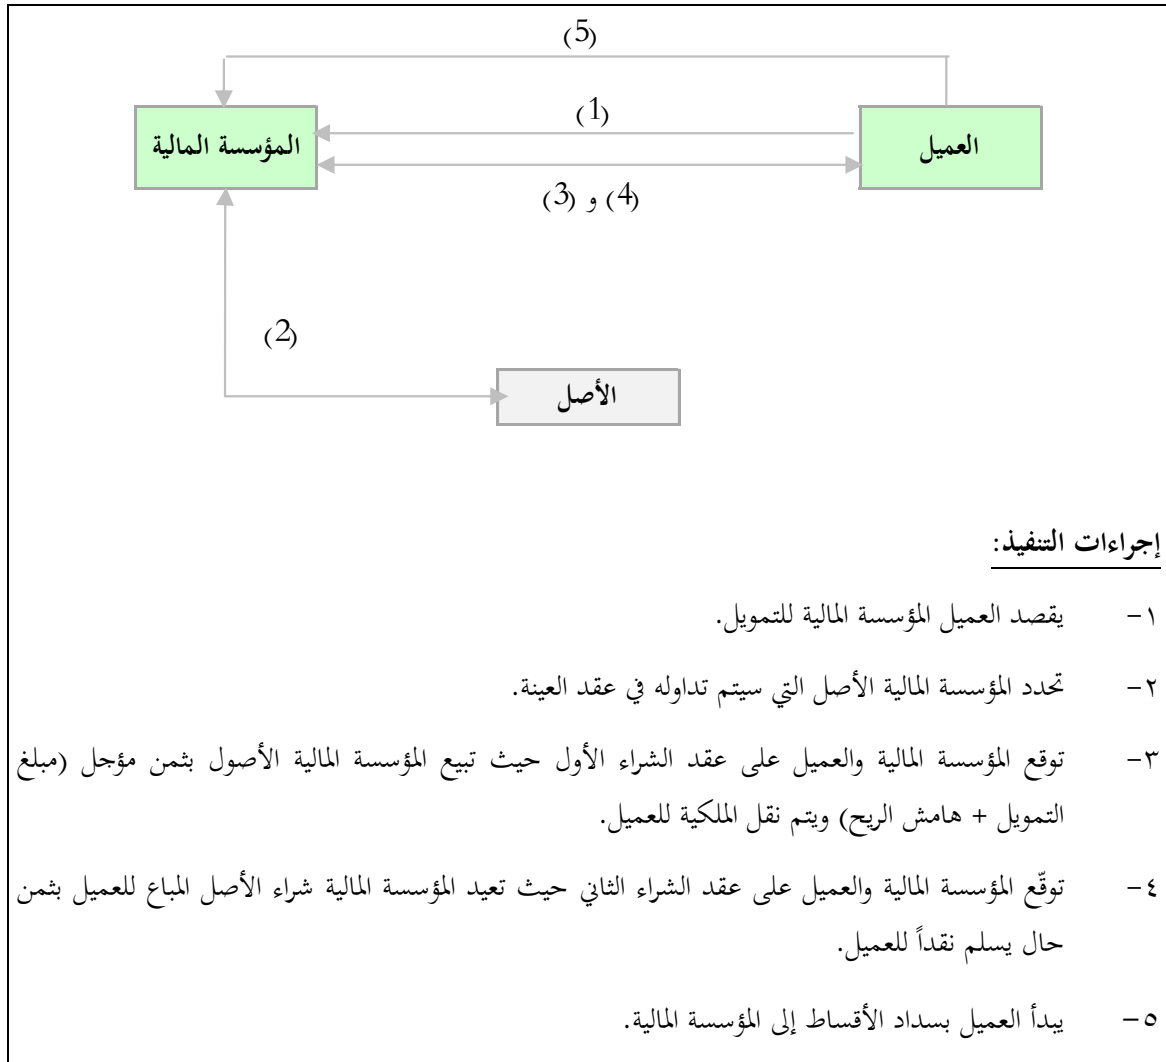 (5)
(1)
المؤسسة المالية
العميل
(3) و (4)
(2)
الأصل
إجراءات التنفيذ:
١- يقصد العميل المؤسسة المالية للتمويل.
٢- تحدد المؤسسة المالية الأصل التي سيتم تداوله في عقد العينة.
٣- توقع المؤسسة المالية والعميل على عقد الشراء الأول حيث تبيع المؤسسة المالية الأصول بثمن مؤجل (مبلغ
التمويل + هامش الربح) ويتم نقل الملكية للعميل.
٤- توقّع المؤسسة المالية والعميل على عقد الشراء الثاني حيث تعيد المؤسسة المالية شراء الأصل المباع للعميل بثمن
حال يسلم نقداً للعميل.
٥- يبدأ العميل بسداد الأقساط إلى المؤسسة المالية.